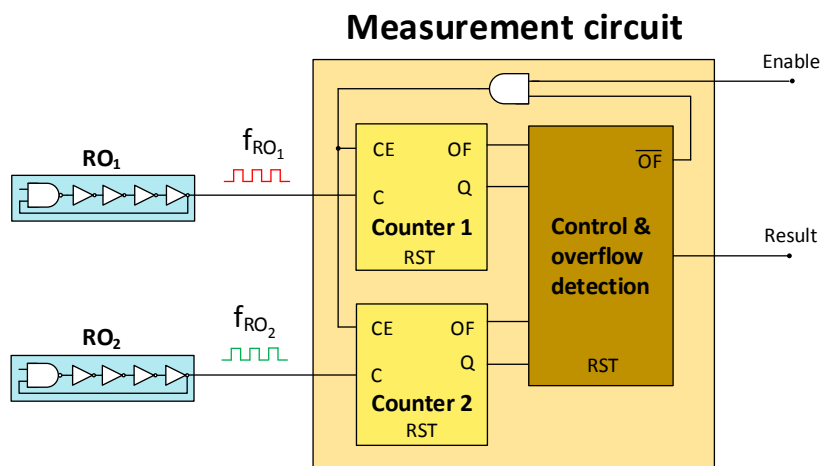 Measurement circuit
Enable
RO₁
f_RO₁
CE
OF
OF
C
Q
Counter 1
RST
Control &
overflow
detection
Result
RO₂
f_RO₂
CE
OF
C
Q
Counter 2
RST
RST